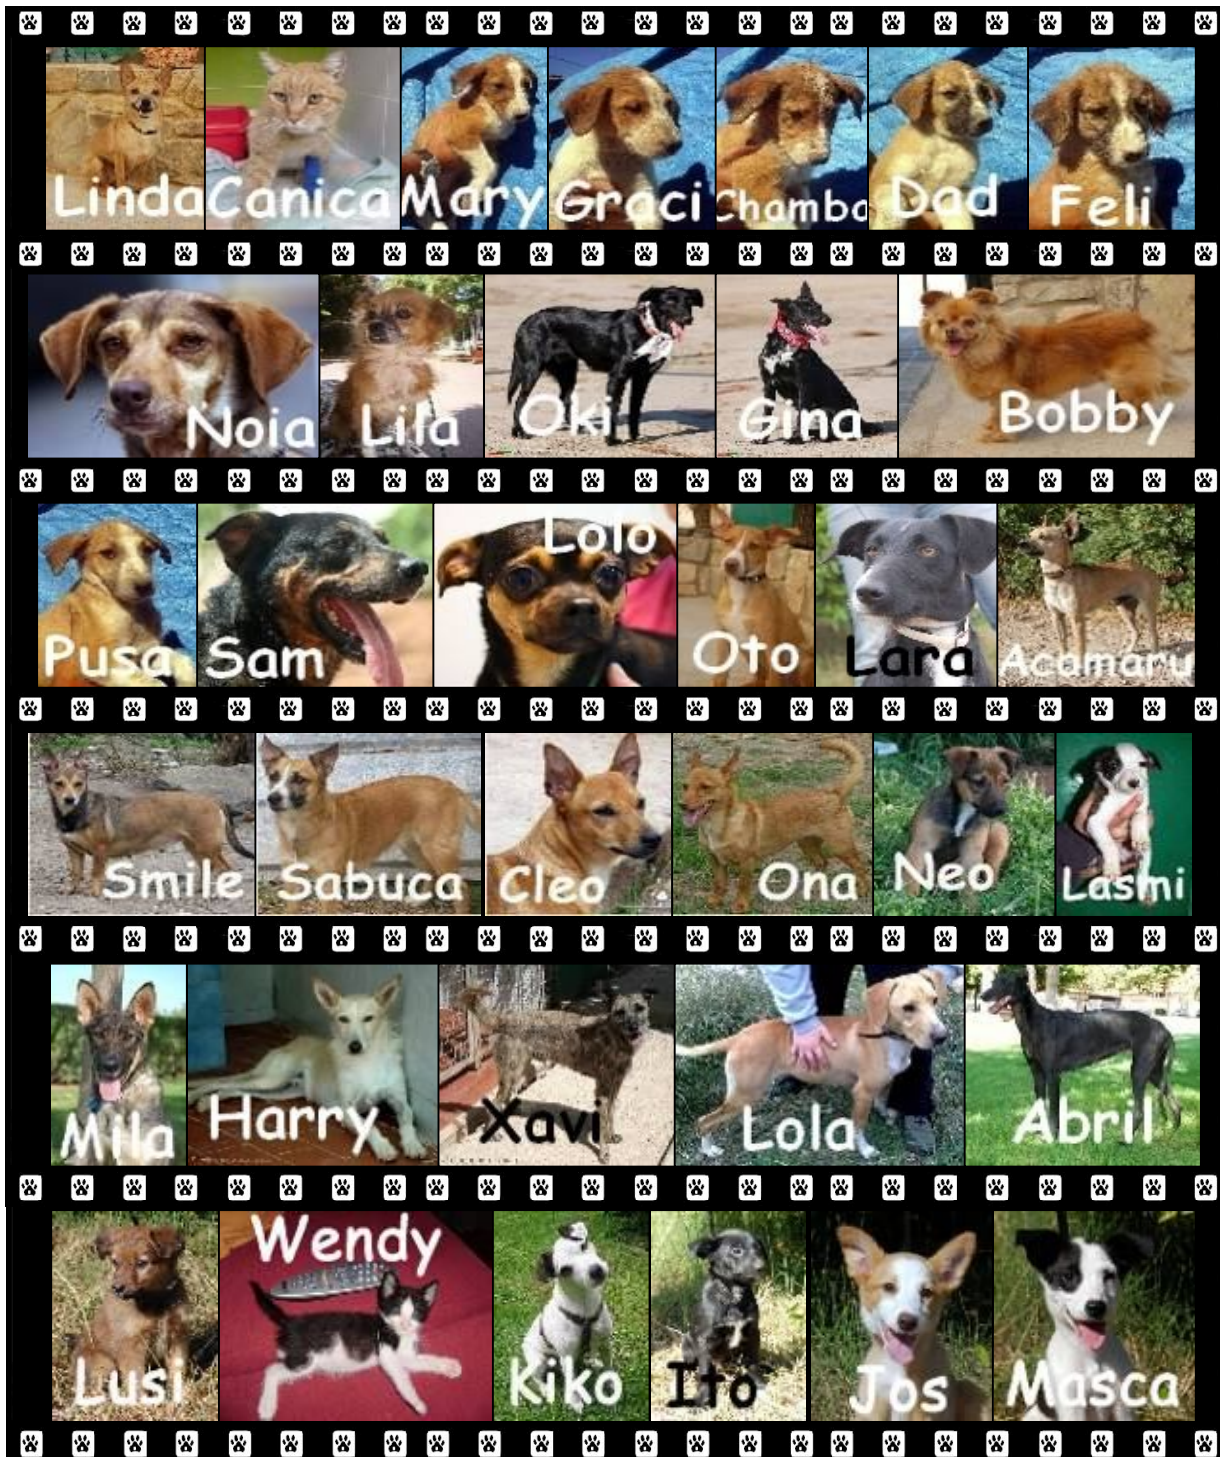 Linda Canica Mary Graci Chambo Dad Feli
Noia Lila Oki Gina Bobby
Pusa Sam Lolo Oto Lara Acamaru
Smile Sabuca Cleo Ona Neo Lasmi
Mila Harry Xavi Lola Abril
Lusi Wendy Kiko Ito Jos Masca